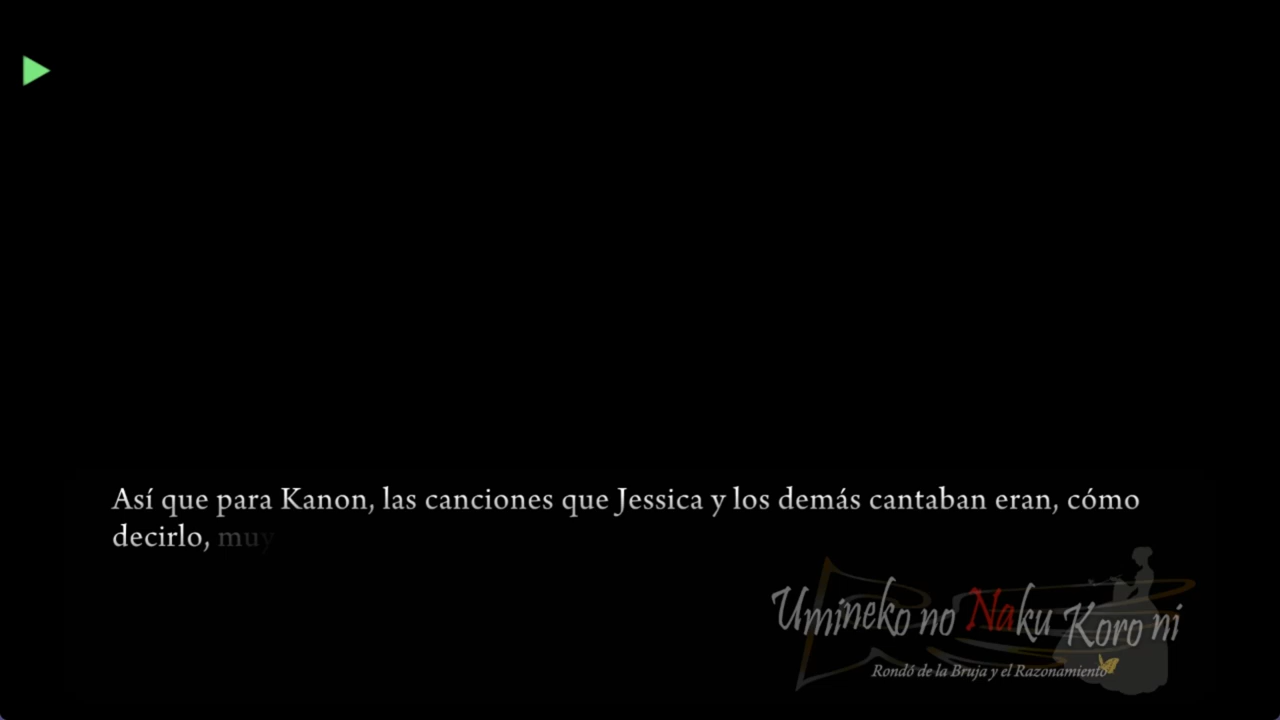 Así que para Kanon, las canciones que Jessica y los demás cantaban eran, cómo
decirlo, muy
Umineko no Naku Koro ni
Rondó de la Bruja y el Razonamiento